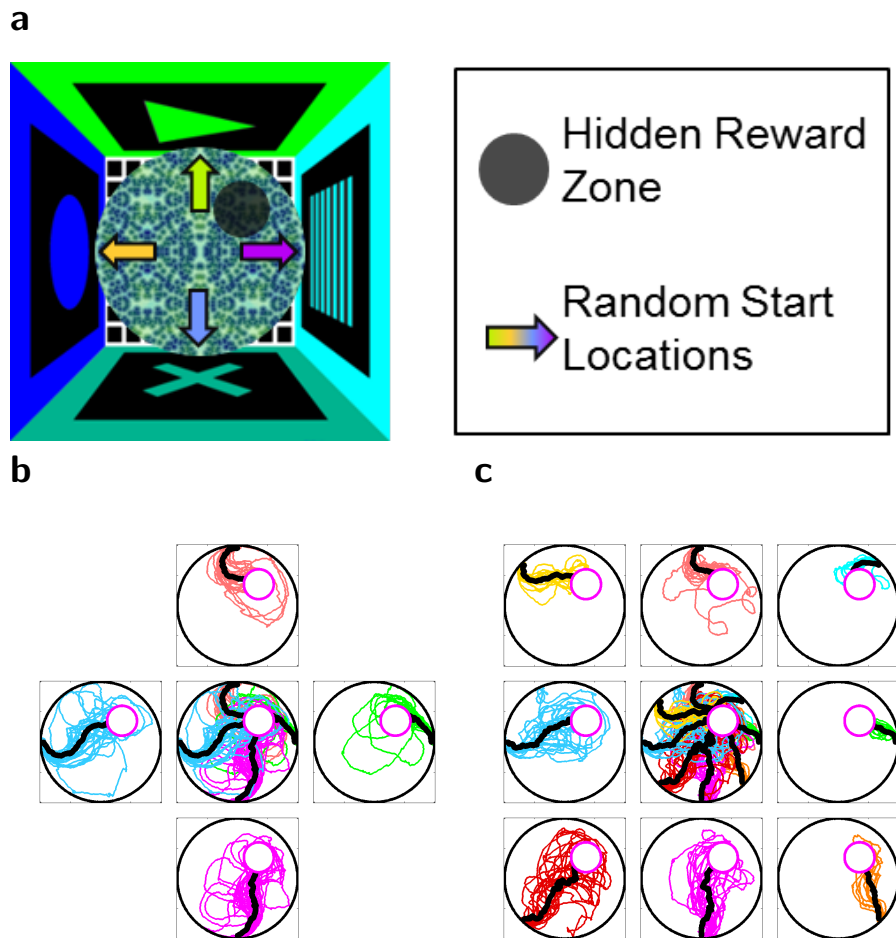 a
Hidden Reward
Zone
Random Start
Locations
b
c